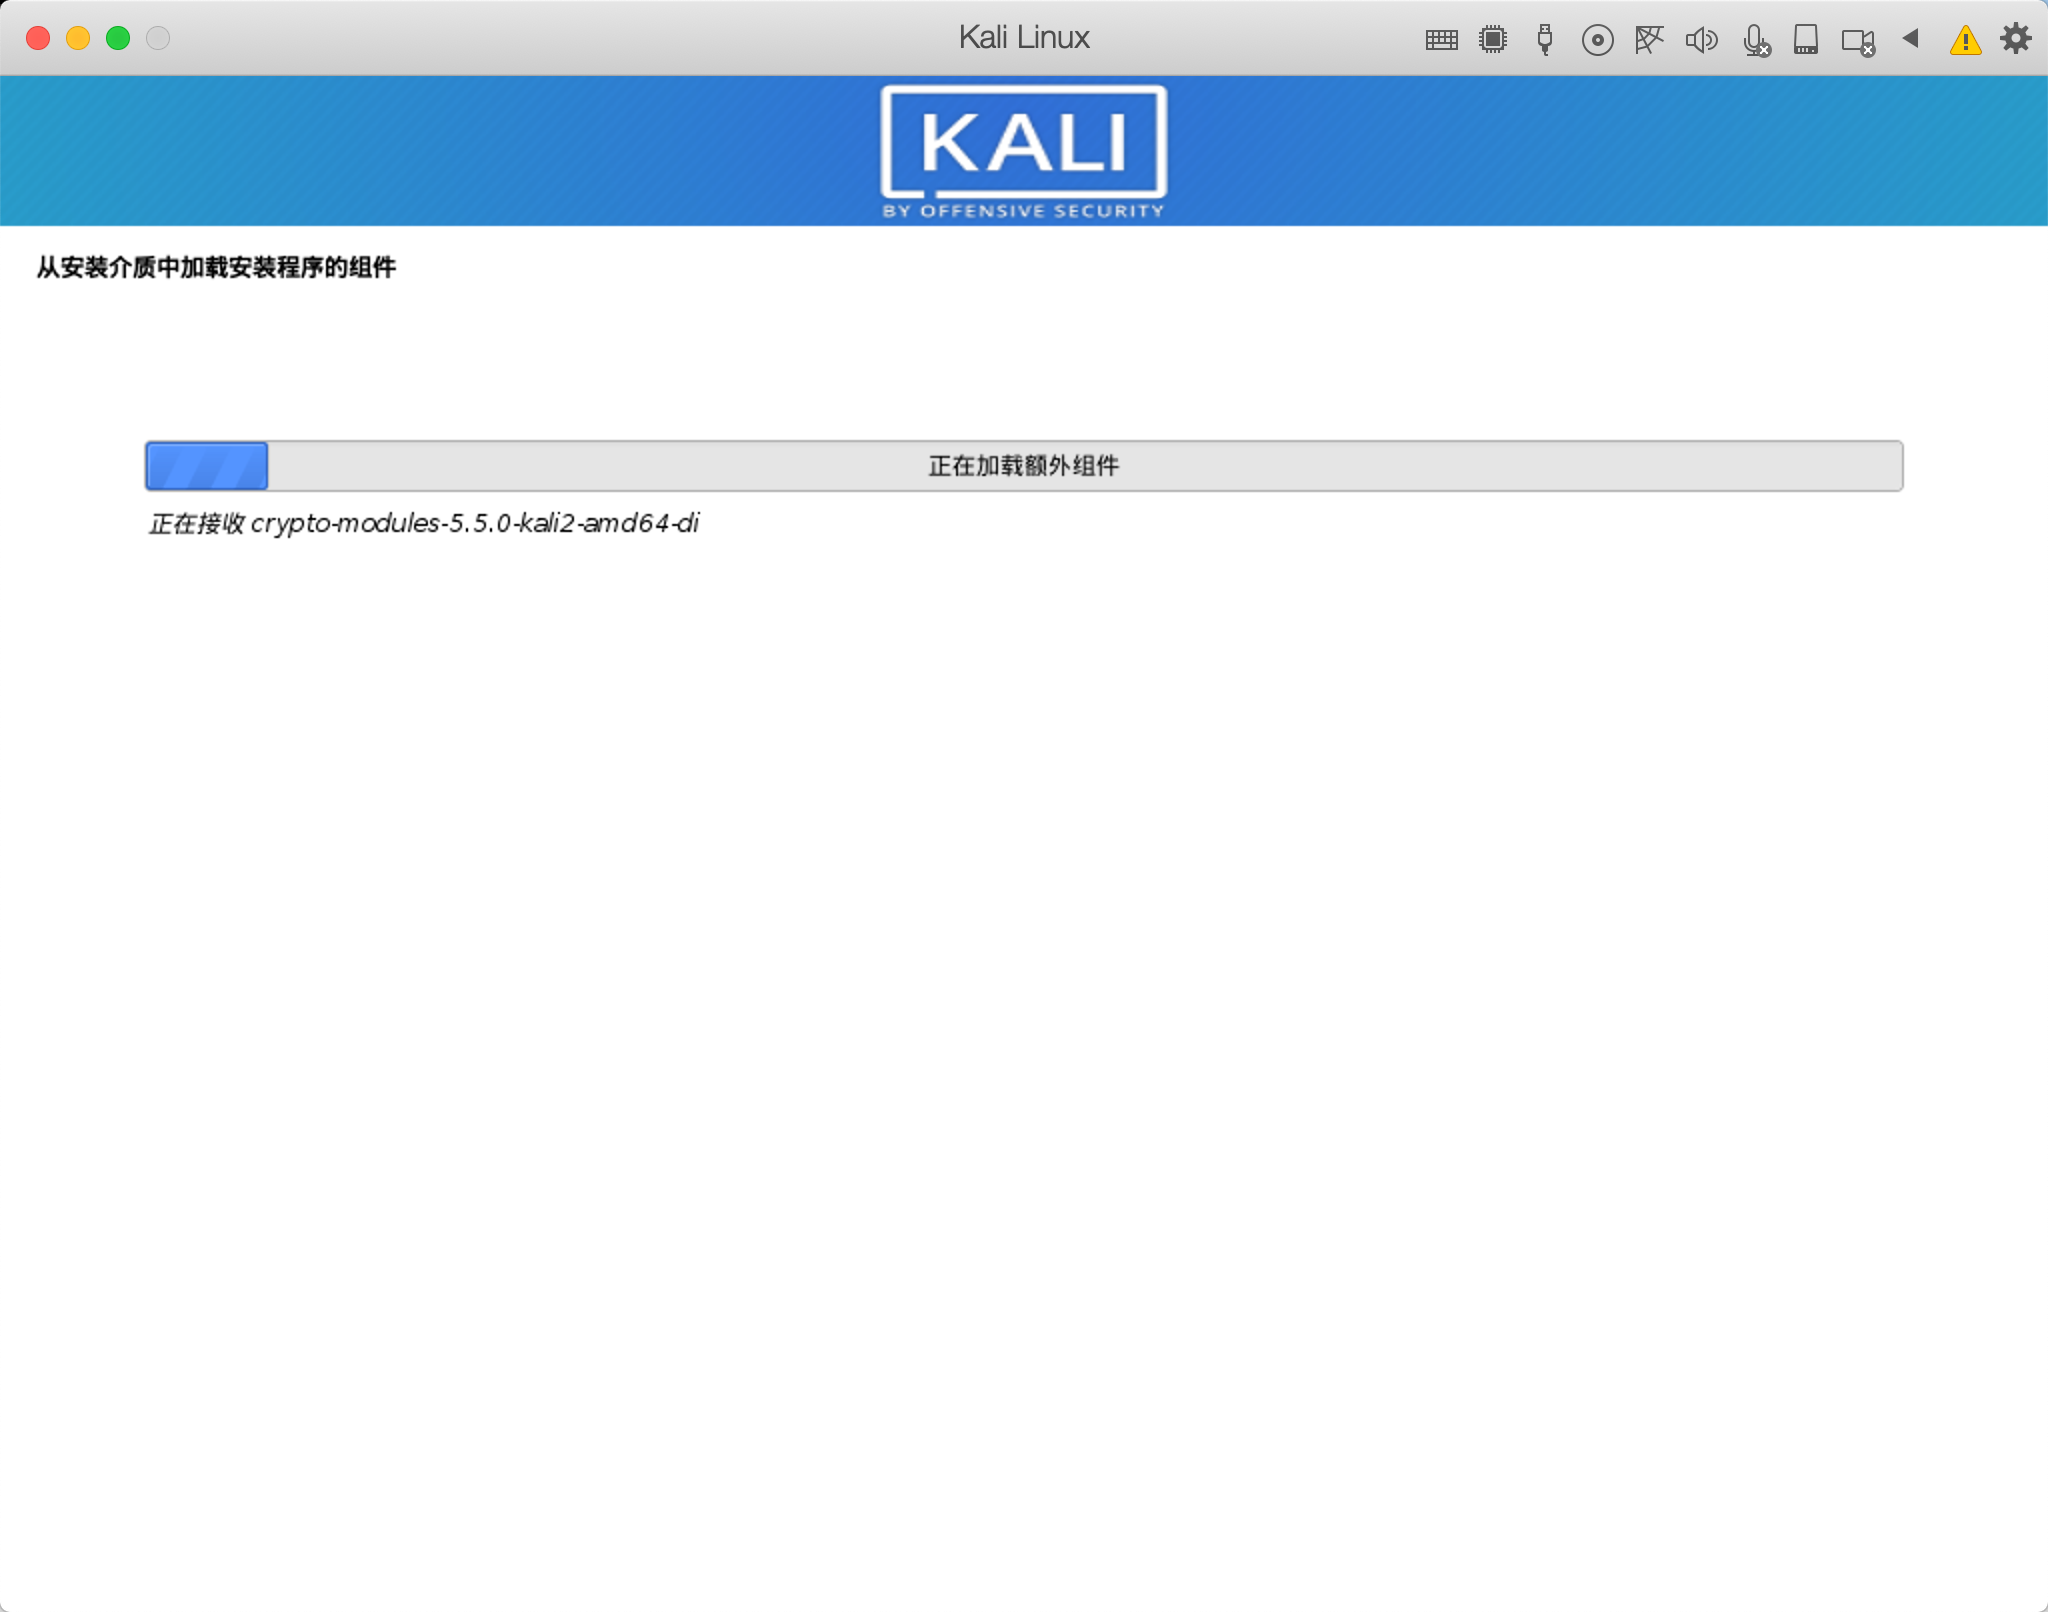 Kali Linux
KALI
BY OFFENSIVE SECURITY
从安装介质中加载安装程序的组件
正在加载额外组件
正在接收 crypto-modules-5.5.0-kali2-amd64-di